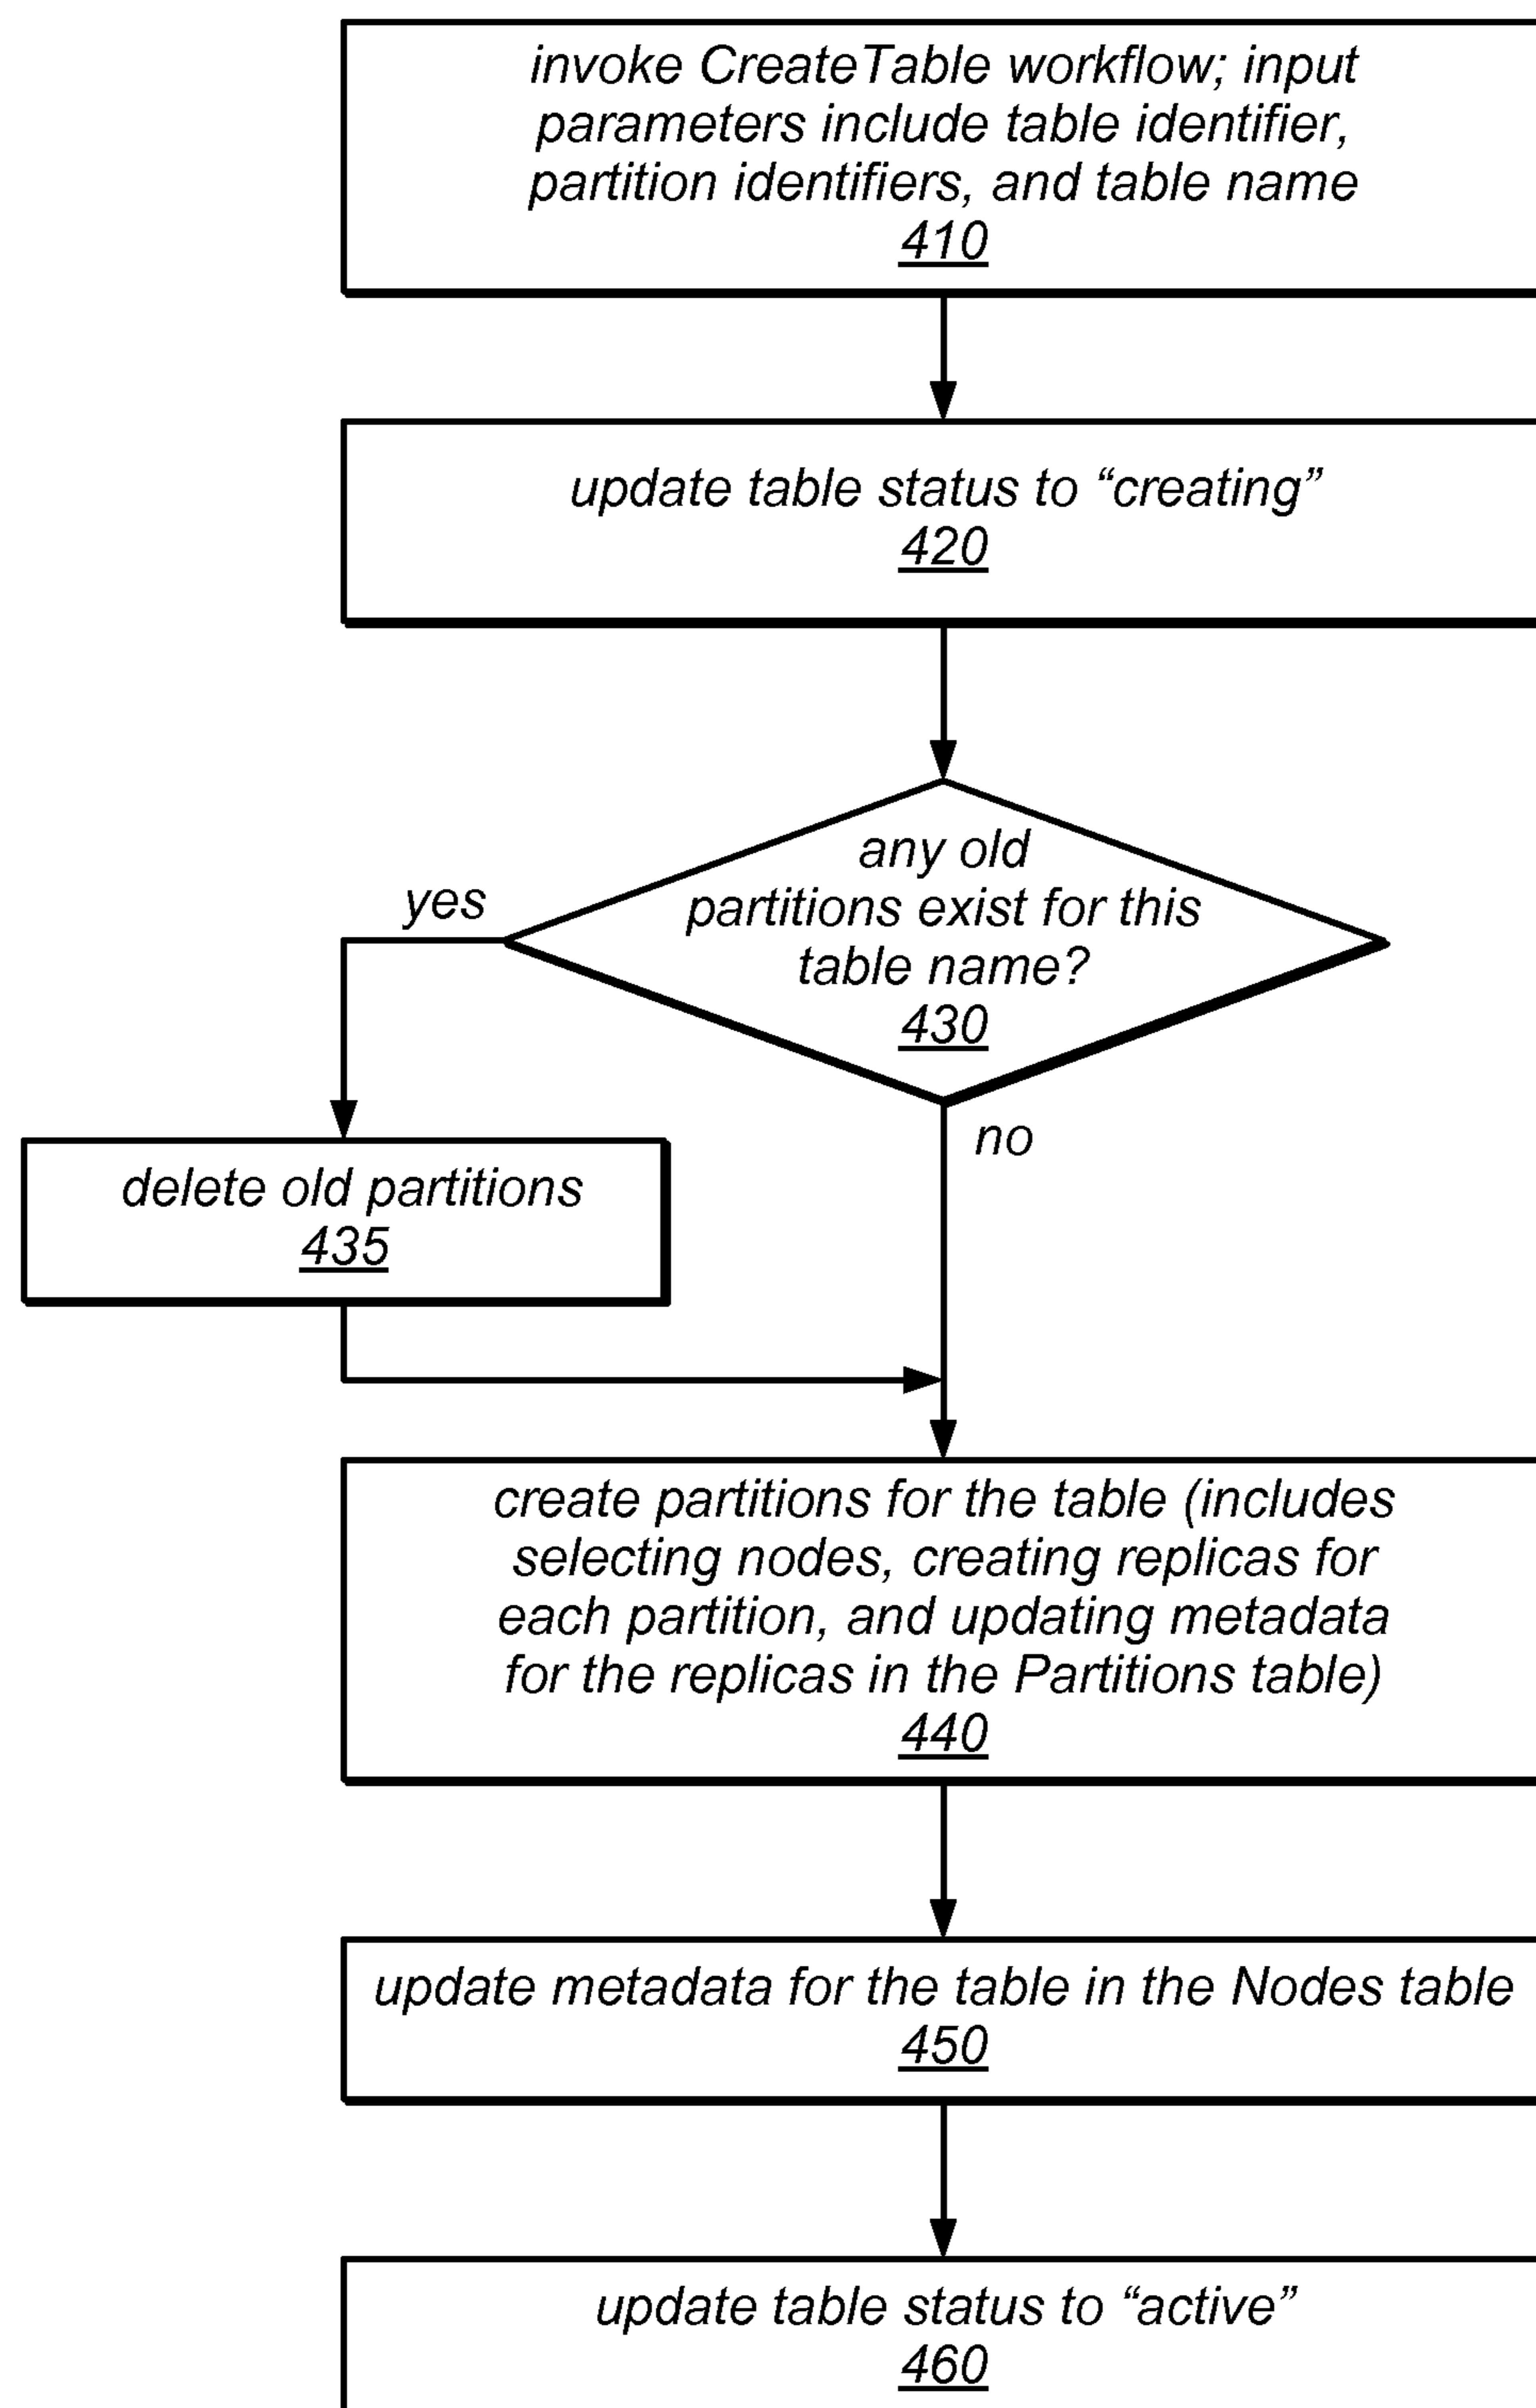 invoke CreateTable workflow; input
parameters include table identifier,
partition identifiers, and table name
410
update table status to “creating”
420
any old
partitions exist for this
table name?
430
yes
no
delete old partitions
435
create partitions for the table (includes
selecting nodes, creating replicas for
each partition, and updating metadata
for the replicas in the Partitions table)
440
update metadata for the table in the Nodes table
450
update table status to “active”
460